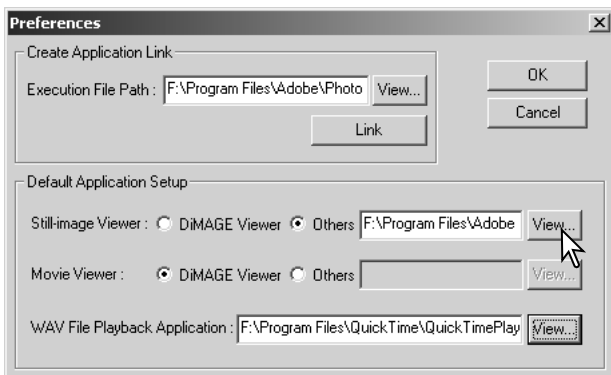 Preferences
Create Application Link
Execution File Path : F:\Program Files\Adobe\Photo View...
Link
OK
Cancel
Default Application Setup
Still-image Viewer : DiMAGE Viewer Others F:\Program Files\Adobe View...
Movie Viewer : DiMAGE Viewer Others View...
WAV File Playback Application : F:\Program Files\QuickTime\QuickTimePlay View...